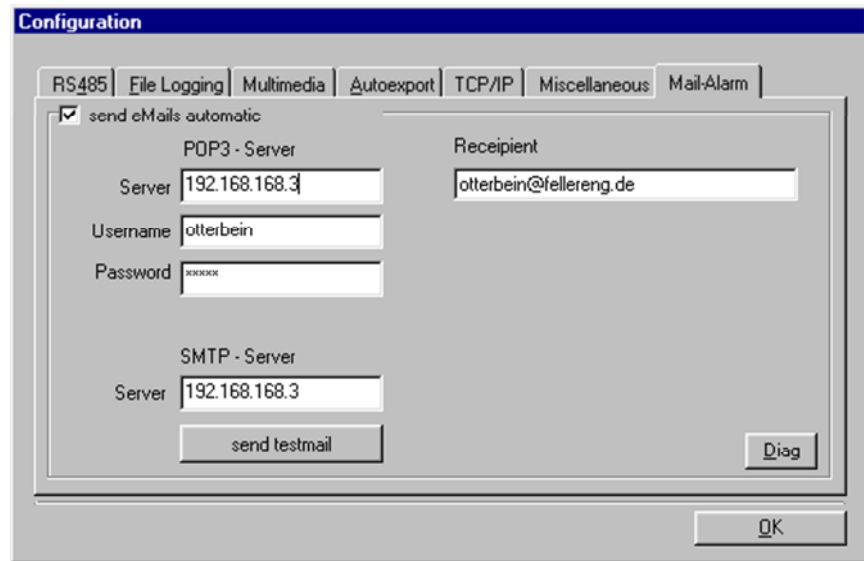 Configuration
RS485 File Logging Multimedia Autoexport TCP/IP Miscellaneous Mail-Alarm
send eMails automatic
POP3 - Server Receipient
Server 192.168.168.3 otterbein@fellereng.de
Username otterbein
Password xxxxx
SMTP - Server
Server 192.168.168.3
send testmail Diag
OK